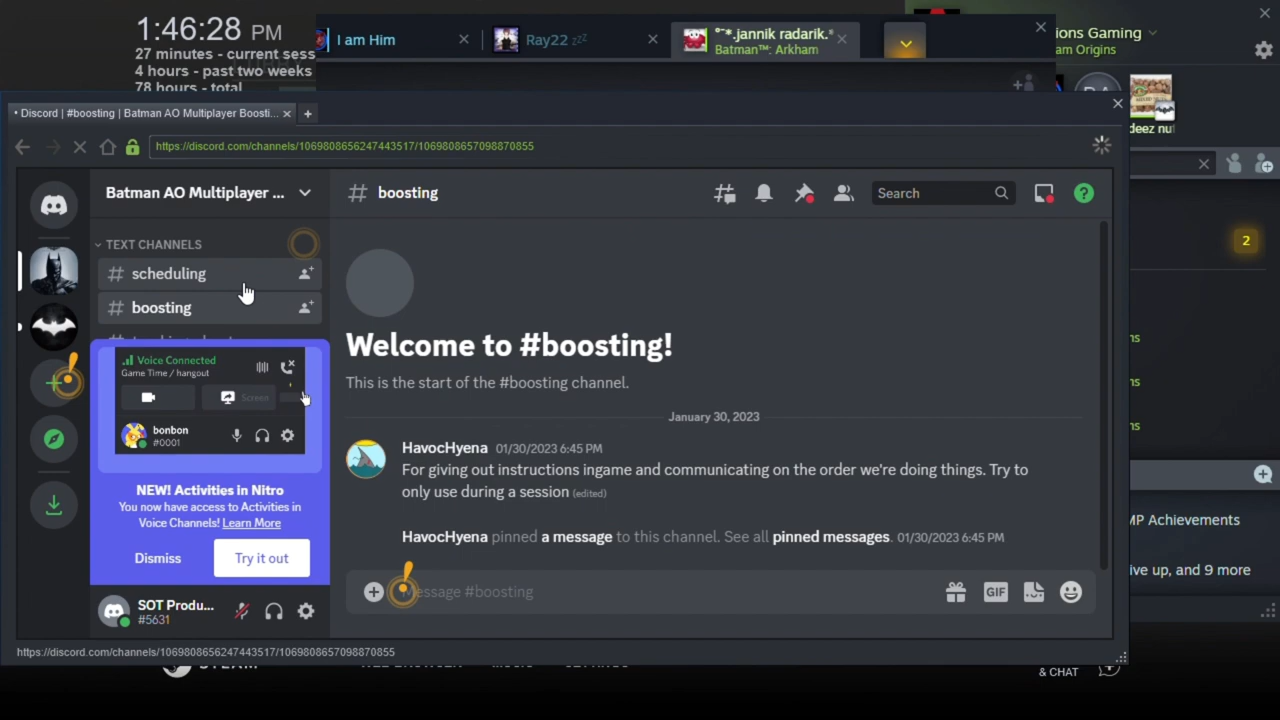 1:46:28 PM
27 minutes - current sess
4 hours - past two weeks
78 hours - total
I am Him
Ray22 zzZ
°~*.jannik radarik.*
Batman™: Arkham
ions Gaming
am Origins
deez nu
• Discord | #boosting | Batman AO Multiplayer Boosti...
https://discord.com/channels/1069808656247443517/1069808657098870855
Batman AO Multiplayer ...
# boosting
Search
TEXT CHANNELS
# scheduling
# boosting
2
Voice Connected
Game Time / hangout
Screen
bonbon
#0001
NEW! Activities in Nitro
You now have access to Activities in
Voice Channels! Learn More
Dismiss
Try it out
SOT Produ...
#5631
Welcome to #boosting!
This is the start of the #boosting channel.
January 30, 2023
HavocHyena 01/30/2023 6:45 PM
For giving out instructions ingame and communicating on the order we're doing things. Try to
only use during a session (edited)
HavocHyena pinned a message to this channel. See all pinned messages. 01/30/2023 6:45 PM
Message #boosting
GIF
ns
ns
ns
MP Achievements
ive up, and 9 more
https://discord.com/channels/1069808656247443517/1069808657098870855
& CHAT